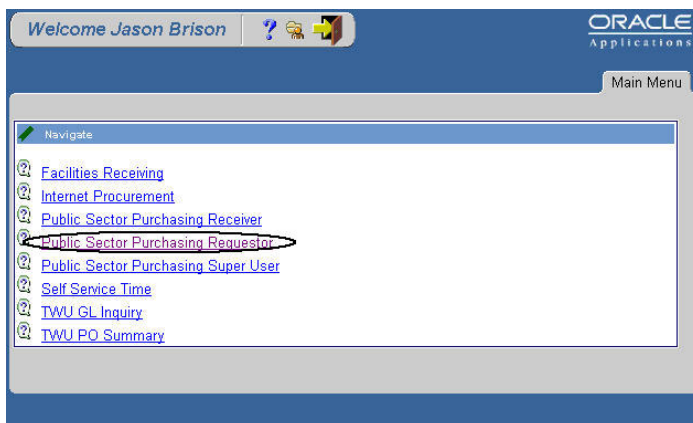 Welcome Jason Brison
ORACLE
Applications
Main Menu
Navigate
Facilities Receiving
Internet Procurement
Public Sector Purchasing Receiver
Public Sector Purchasing Requestor
Public Sector Purchasing Super User
Self Service Time
TWU GL Inquiry
TWU PO Summary